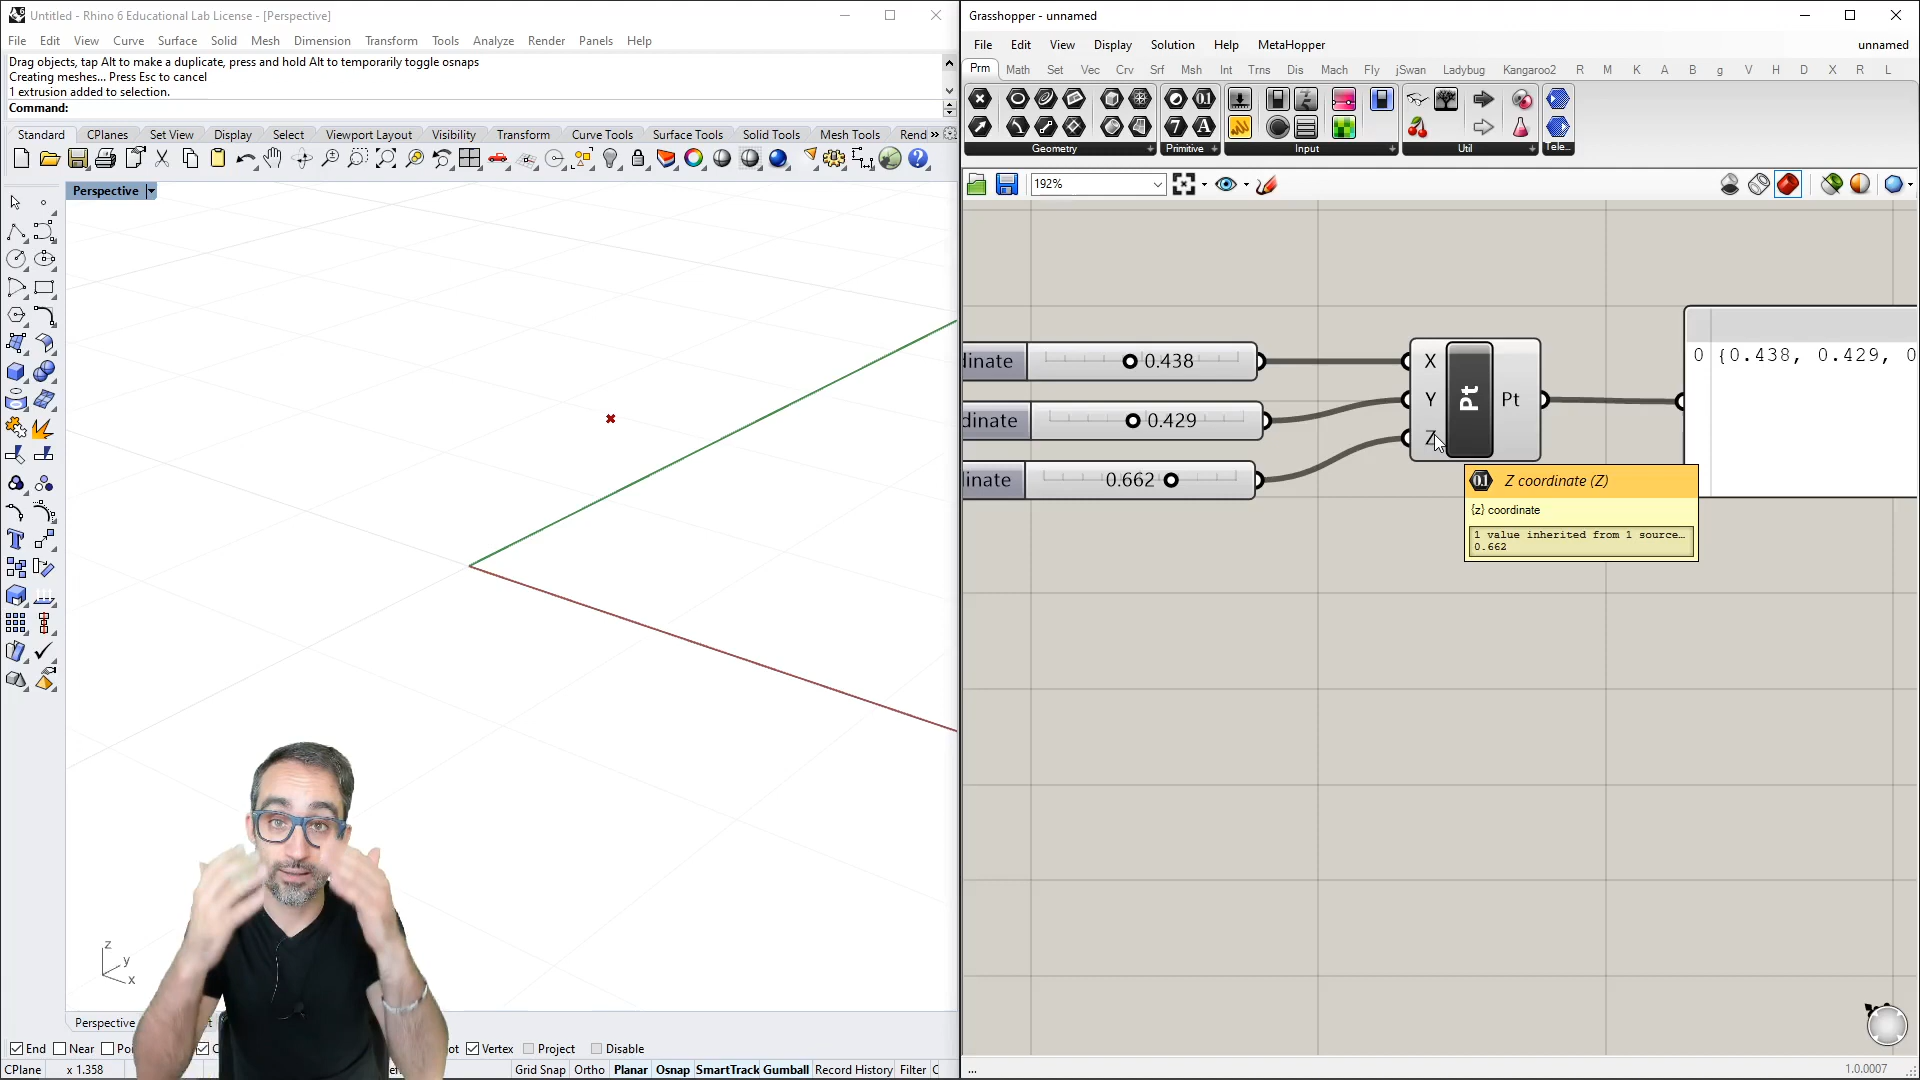 Untitled - Rhino 6 Educational Lab License - [Perspective]
File Edit View Curve Surface Solid Mesh Dimension Transform Tools Analyze Render Panels Help
Drag objects, tap Alt to make a duplicate, press and hold Alt to temporarily toggle osnaps
Creating meshes... Press Esc to cancel
1 extrusion added to selection.
Command:
Standard CPlanes Set View Display Select Viewport Layout Visibility Transform Curve Tools Surface Tools Solid Tools Mesh Tools Rend »
Perspective
z
y
x
Perspective
End Near Vertex Project Disable
CPlane x 1.358 Grid Snap Ortho Planar Osnap SmartTrack Gumball Record History Filter
Grasshopper - unnamed
File Edit View Display Solution Help MetaHopper unnamed
Prm Math Set Vec Crv Srf Msh Int Trns Dis Mach Fly jSwan Ladybug Kangaroo2 R M K A B g V H D X R L
Geometry Primitive Input Util Tele...
192%
0.438
0.429
0.662
X
Y
Z
Pt
Pt
0 {0.438, 0.429, 0
Z coordinate (Z)
{z} coordinate
1 value inherited from 1 source...
0.662
...
1.0.0007